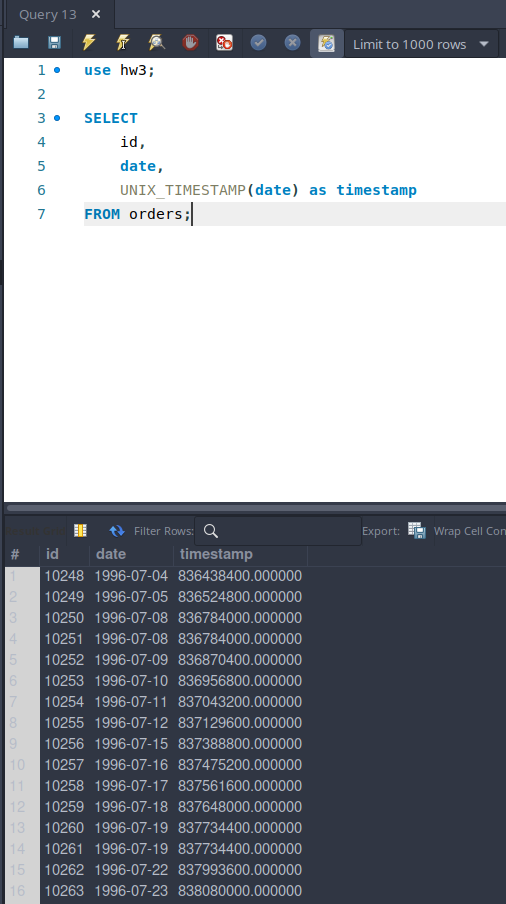 Query 13 ×
Limit to 1000 rows
1 use hw3;
2
3 SELECT
4 id,
5 date,
6 UNIX_TIMESTAMP(date) as timestamp
7 FROM orders;
Filter Rows: Export: Wrap Cell Con
# id date timestamp
1 10248 1996-07-04 836438400.000000
2 10249 1996-07-05 836524800.000000
3 10250 1996-07-08 836784000.000000
4 10251 1996-07-08 836784000.000000
5 10252 1996-07-09 836870400.000000
6 10253 1996-07-10 836956800.000000
7 10254 1996-07-11 837043200.000000
8 10255 1996-07-12 837129600.000000
9 10256 1996-07-15 837388800.000000
10 10257 1996-07-16 837475200.000000
11 10258 1996-07-17 837561600.000000
12 10259 1996-07-18 837648000.000000
13 10260 1996-07-19 837734400.000000
14 10261 1996-07-19 837734400.000000
15 10262 1996-07-22 837993600.000000
16 10263 1996-07-23 838080000.000000